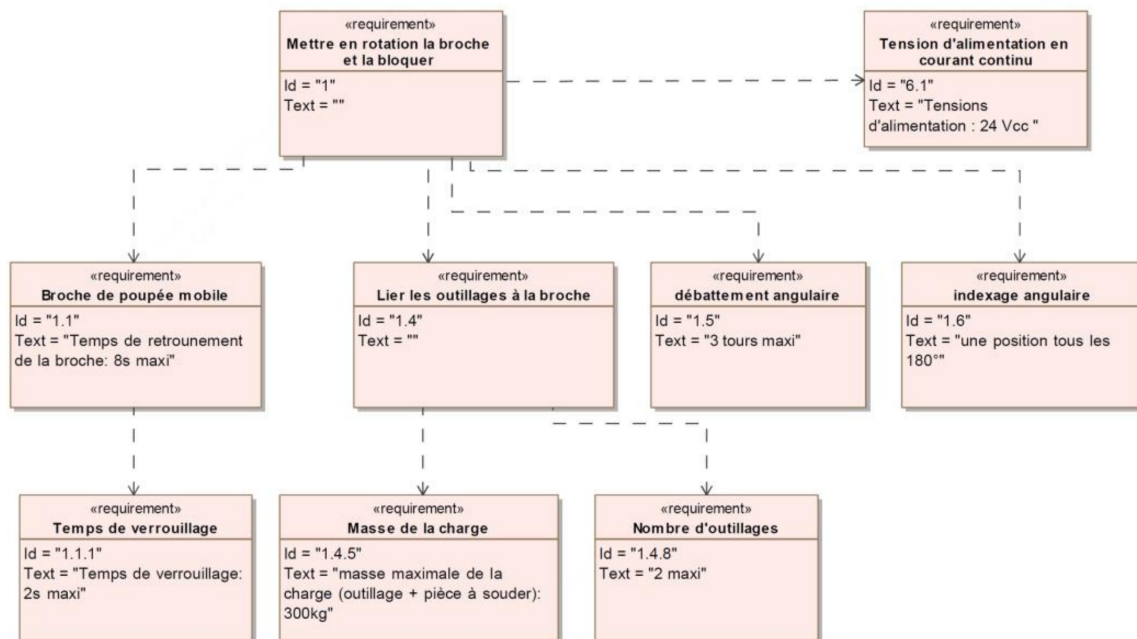 «requirement»
Mettre en rotation la broche
et la bloquer
Id = "1"
Text = ""
«requirement»
Tension d'alimentation en
courant continu
Id = "6.1"
Text = "Tensions
d'alimentation : 24 Vcc "
«requirement»
Broche de poupée mobile
Id = "1.1"
Text = "Temps de retrounement
de la broche: 8s maxi"
«requirement»
Lier les outillages à la broche
Id = "1.4"
Text = ""
«requirement»
débattement angulaire
Id = "1.5"
Text = "3 tours maxi"
«requirement»
indexage angulaire
Id = "1.6"
Text = "une position tous les
180°"
«requirement»
Temps de verrouillage
Id = "1.1.1"
Text = "Temps de verrouillage:
2s maxi"
«requirement»
Masse de la charge
Id = "1.4.5"
Text = "masse maximale de la
charge (outillage + pièce à souder):
300kg"
«requirement»
Nombre d'outillages
Id = "1.4.8"
Text = "2 maxi"